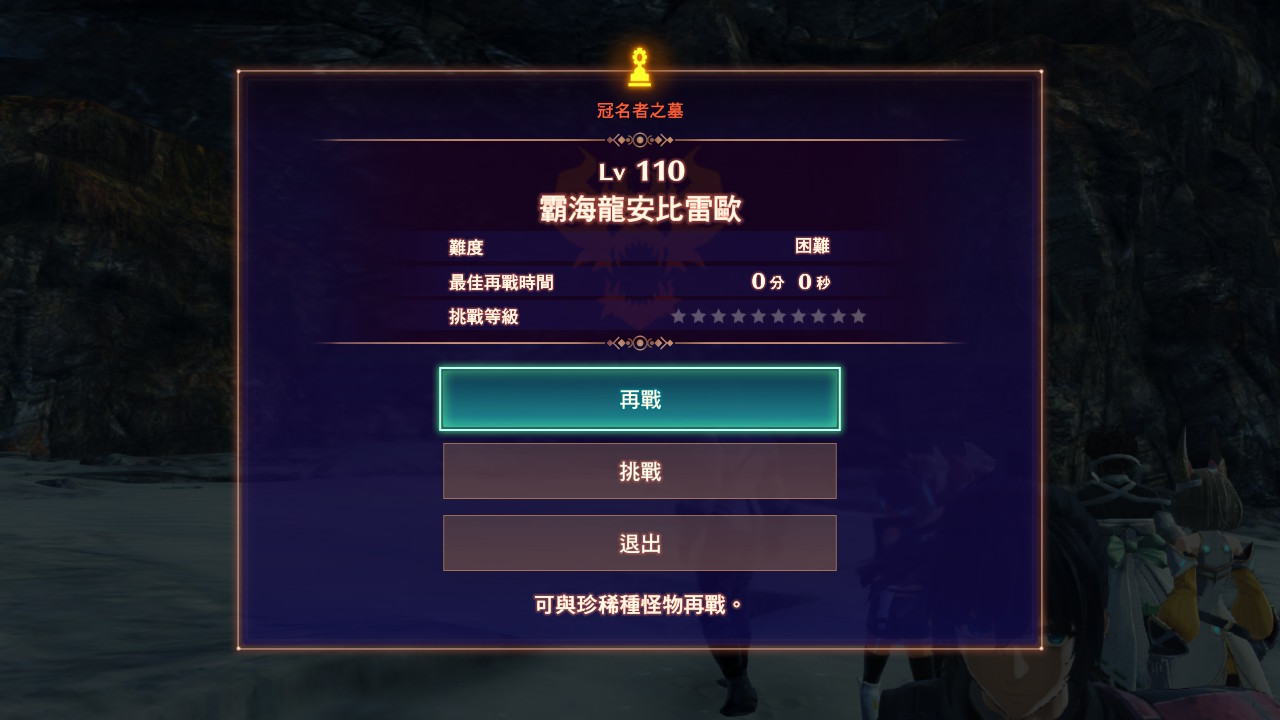 冠名者之墓
Lv 110
霸海龍安比雷歐
難度 困難
最佳再戰時間 0分 0秒
挑戰等級 ★★★★★★★★★★
再戰
挑戰
退出
可與珍稀種怪物再戰。